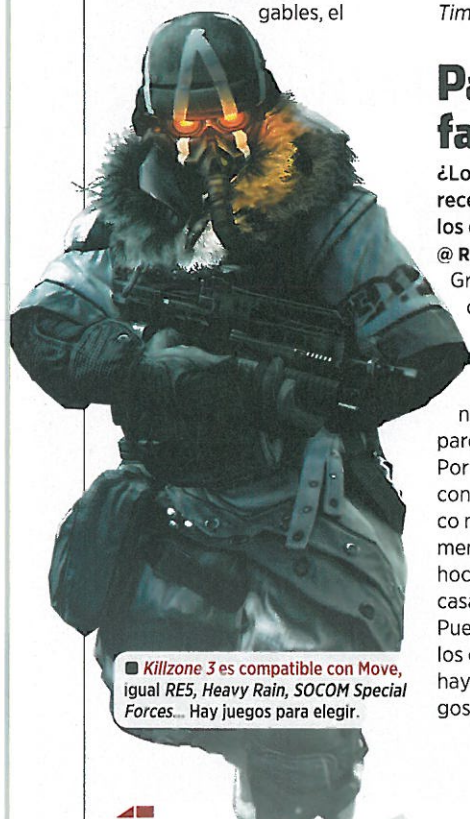 gables, el
■ Killzone 3 es compatible con Move,
igual RE5, Heavy Rain, SOCOM Special
Forces... Hay juegos para elegir.
Tim
Pa
fa
¿Lo
rece
los
@ R
Gr
n
pare
Por
con
co n
mer
hoc
casa
Pue
los
hay
gos